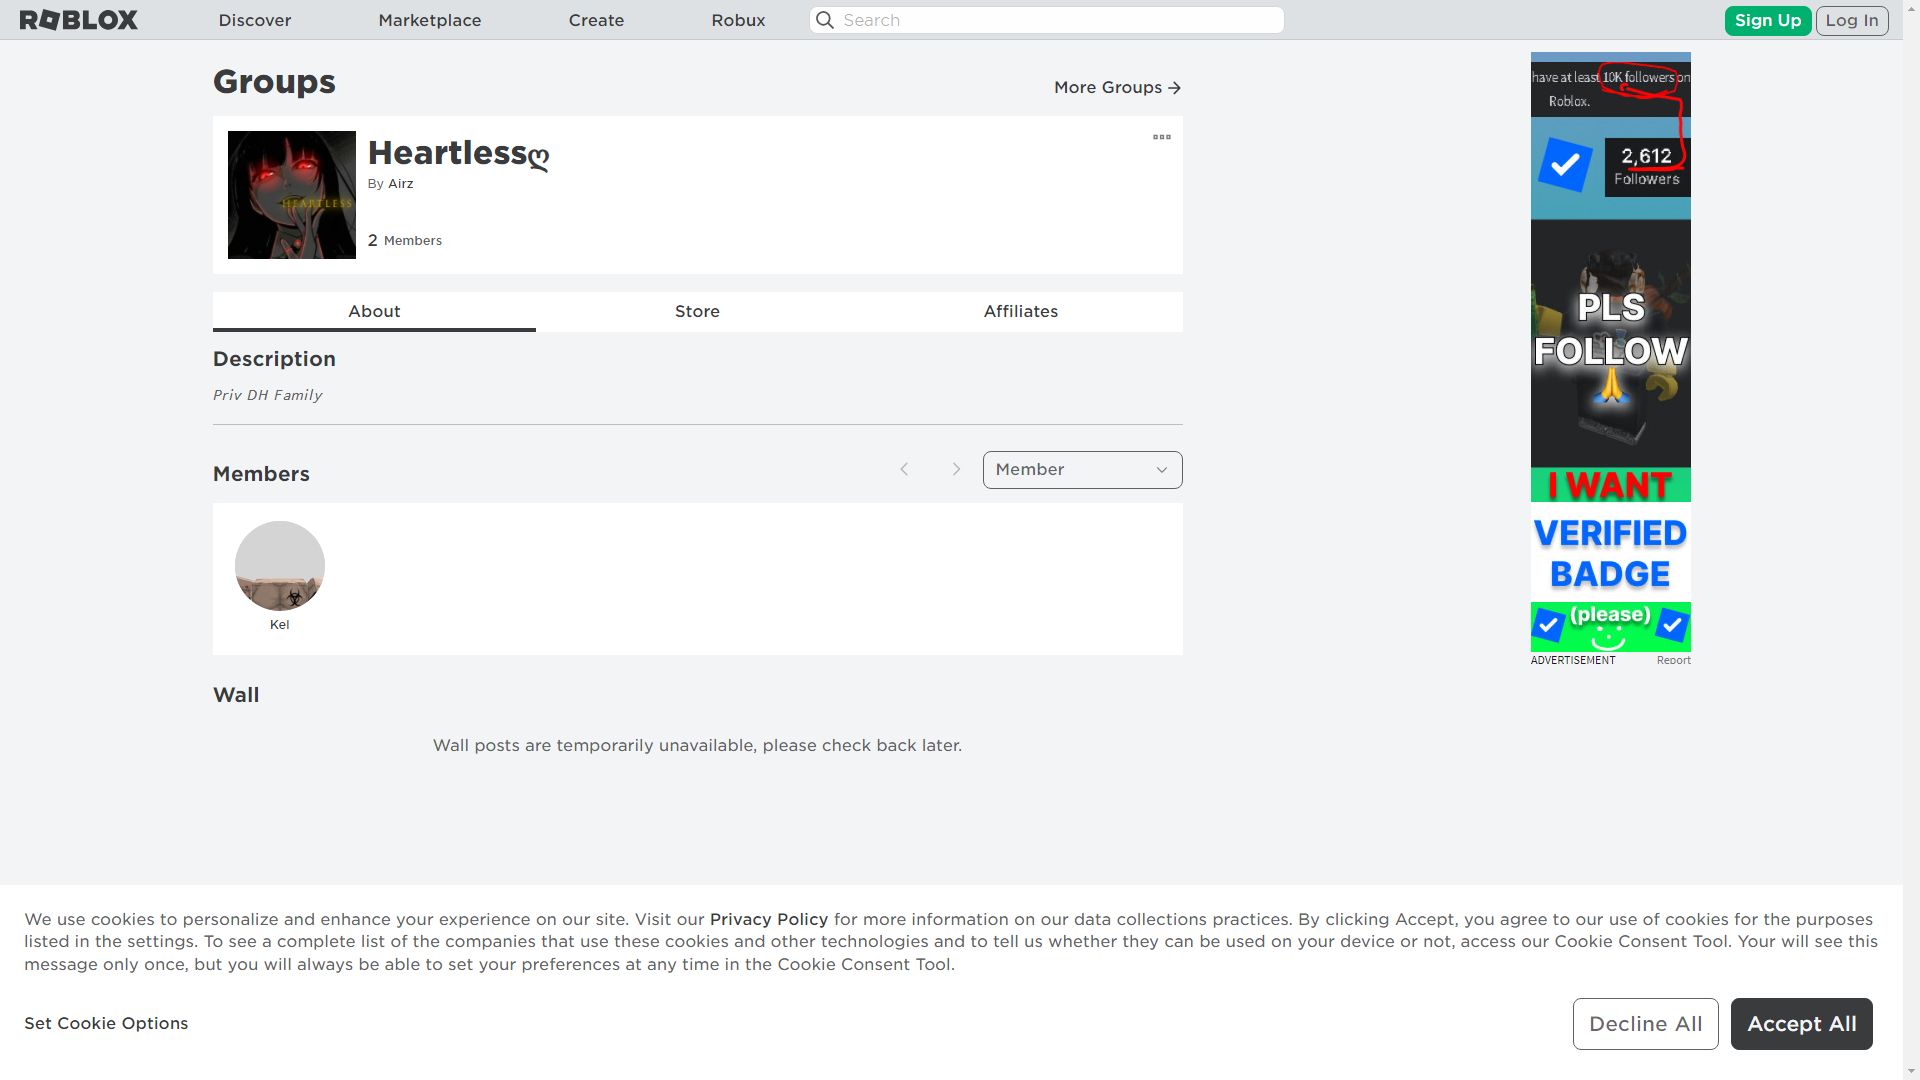 ROBLOX
Discover
Marketplace
Create
Robux
Search
Sign Up
Log In
Groups
More Groups
Heartlessღ
By Airz
2 Members
HEARTLESS
About
Store
Affiliates
Description
Priv DH Family
Members
Member
Kel
Wall
Wall posts are temporarily unavailable, please check back later.
have at least 10K followers on
Roblox.
2,612
Followers
PLS
FOLLOW
🙏
I WANT
VERIFIED
BADGE
(please)
ADVERTISEMENT
Report
We use cookies to personalize and enhance your experience on our site. Visit our Privacy Policy for more information on our data collections practices. By clicking Accept, you agree to our use of cookies for the purposes
listed in the settings. To see a complete list of the companies that use these cookies and other technologies and to tell us whether they can be used on your device or not, access our Cookie Consent Tool. Your will see this
message only once, but you will always be able to set your preferences at any time in the Cookie Consent Tool.
Set Cookie Options
Decline All
Accept All